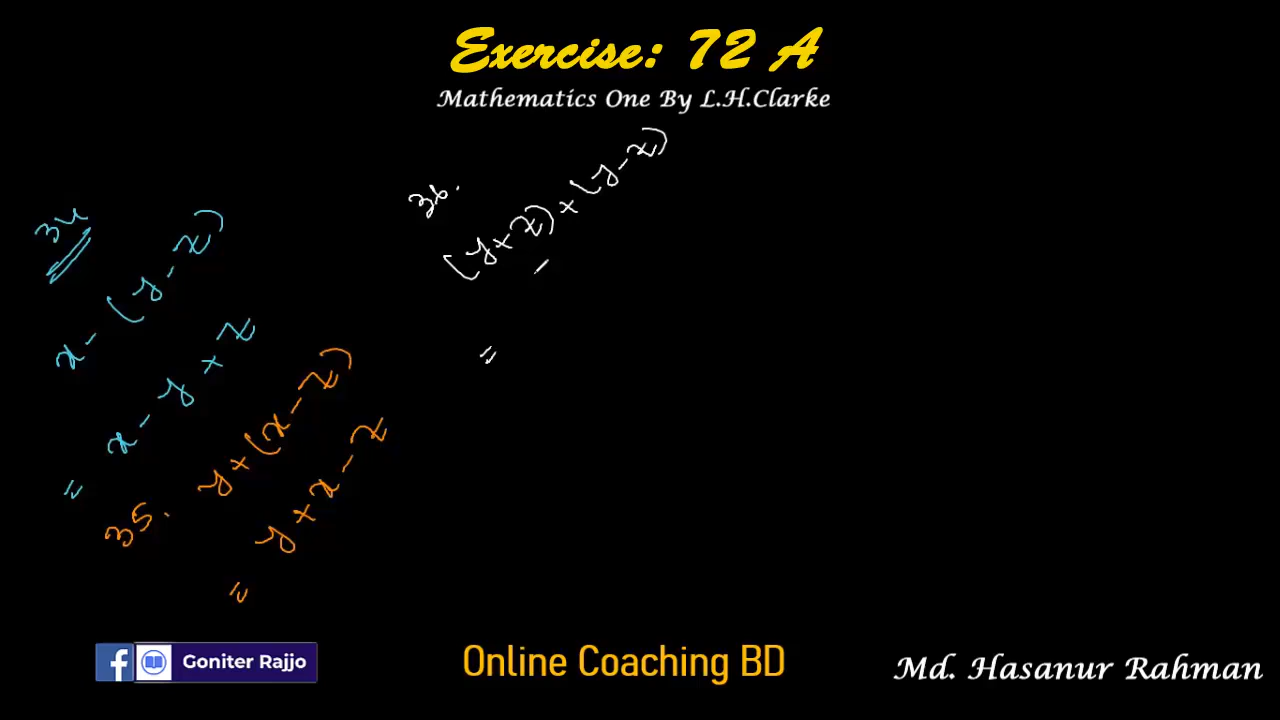 Exercise: 72 A
Mathematics One By L.H.Clarke
34
x - (y - z)
= x - y + z
35. y + (x - z)
= y + x - z
36.
(y + z) + (y - z)
=
Goniter Rajjo
Online Coaching BD
Md. Hasanur Rahman